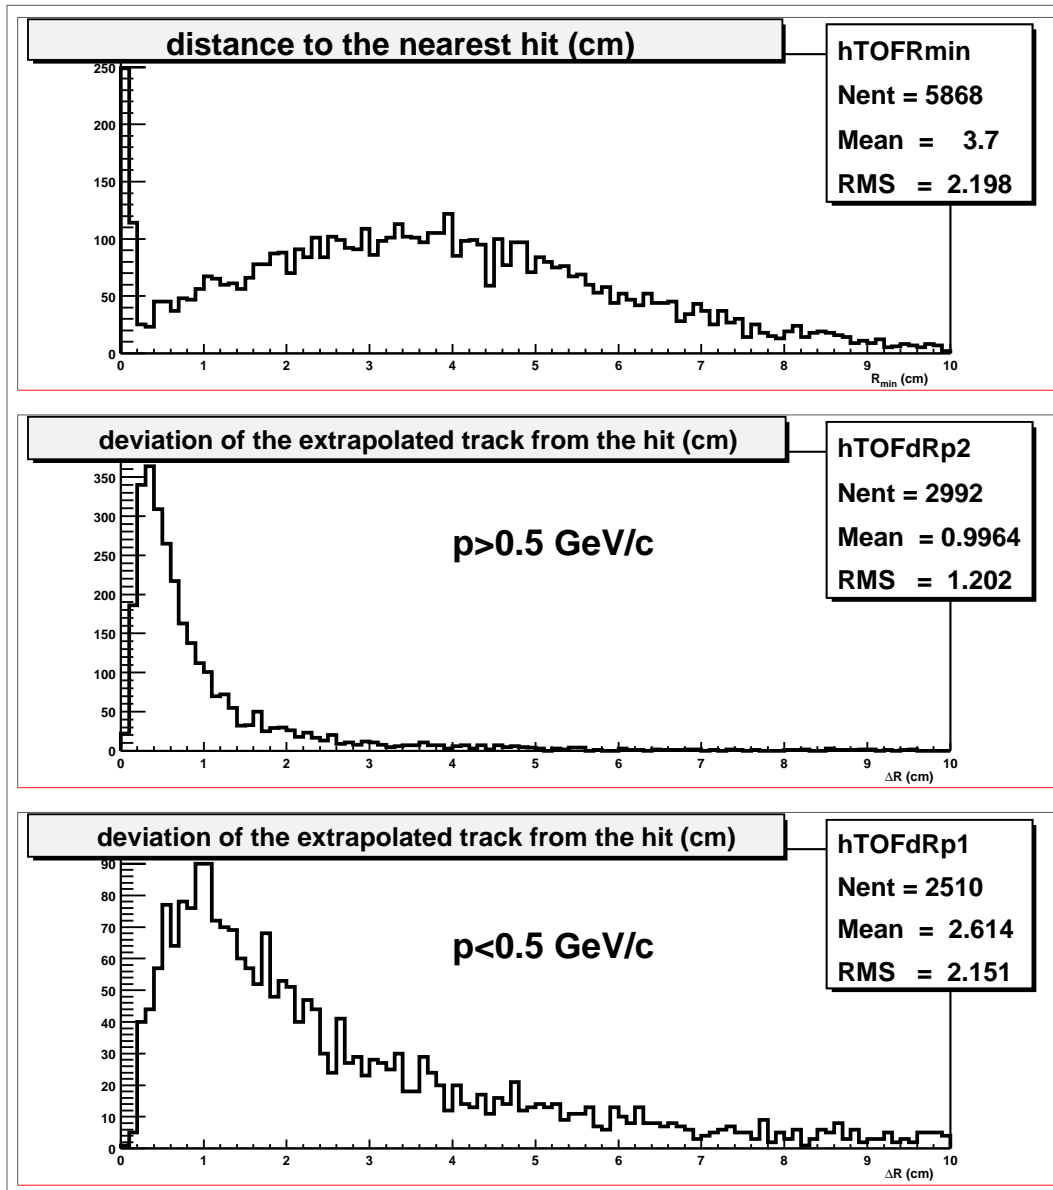 distance to the nearest hit (cm)
hTOFRmin
Nent = 5868
Mean = 3.7
RMS = 2.198
250
200
150
100
50
0
0 1 2 3 4 5 6 7 8 9 10
Rmin (cm)
deviation of the extrapolated track from the hit (cm)
hTOFdRp2
Nent = 2992
Mean = 0.9964
RMS = 1.202
p>0.5 GeV/c
350
300
250
200
150
100
50
0
0 1 2 3 4 5 6 7 8 9 10
ΔR (cm)
deviation of the extrapolated track from the hit (cm)
hTOFdRp1
Nent = 2510
Mean = 2.614
RMS = 2.151
p<0.5 GeV/c
90
80
70
60
50
40
30
20
10
0
0 1 2 3 4 5 6 7 8 9 10
ΔR (cm)